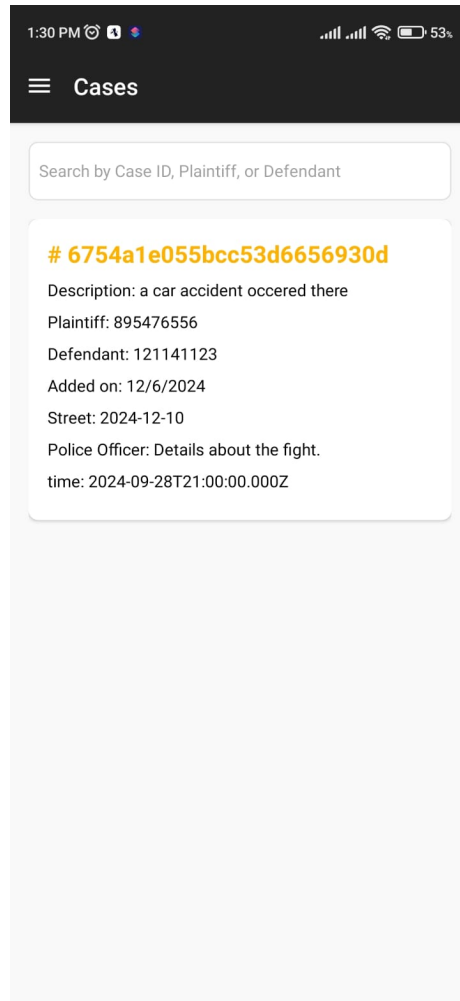 1:30 PM 53%
Cases
Search by Case ID, Plaintiff, or Defendant
# 6754a1e055bcc53d6656930d
Description: a car accident occered there
Plaintiff: 895476556
Defendant: 121141123
Added on: 12/6/2024
Street: 2024-12-10
Police Officer: Details about the fight.
time: 2024-09-28T21:00:00.000Z